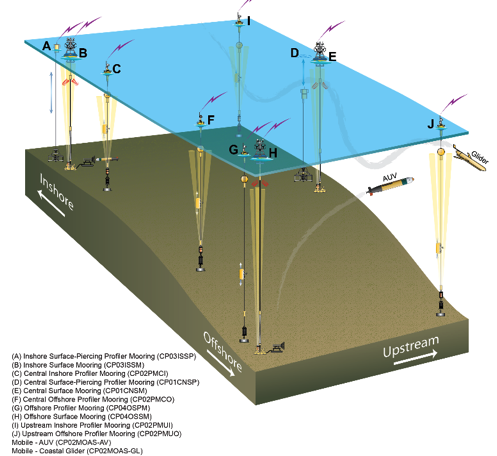 I
A
B
D
E
C
F
J
G
H
Glider
AUV
Inshore
Offshore
Upstream
(A) Inshore Surface-Piercing Profiler Mooring (CP03ISSP)
(B) Inshore Surface Mooring (CP03ISSM)
(C) Central Inshore Profiler Mooring (CP02PMCI)
(D) Central Surface-Piercing Profiler Mooring (CP01CNSP)
(E) Central Surface Mooring (CP01CNSM)
(F) Central Offshore Profiler Mooring (CP02PMCO)
(G) Offshore Profiler Mooring (CP04OSPM)
(H) Offshore Surface Mooring (CP04OSSM)
(I) Upstream Inshore Profiler Mooring (CP02PMUI)
(J) Upstream Offshore Profiler Mooring (CP02PMUO)
Mobile - AUV (CP02MOAS-AV)
Mobile - Coastal Glider (CP02MOAS-GL)